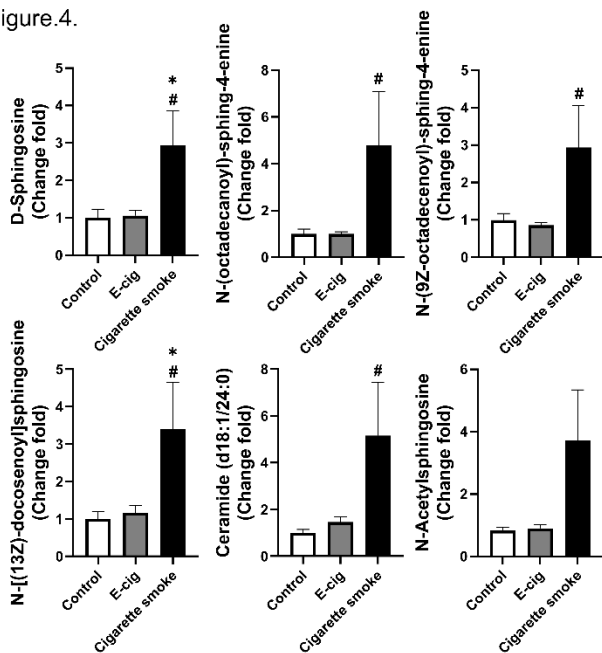 igure.4.
D-Sphingosine
(Change fold)
5
4
3
2
1
0
*
#
Control
E-cig
Cigarette smoke
N-(octadecanoyl)-sphing-4-enine
(Change fold)
8
6
4
2
0
#
Control
E-cig
Cigarette smoke
N-(9Z-octadecenoyl)-sphing-4-enine
(Change fold)
5
4
3
2
1
0
#
Control
E-cig
Cigarette smoke
N-[(13Z)-docosenoyl]sphingosine
(Change fold)
5
4
3
2
1
0
*
#
Control
E-cig
Cigarette smoke
Ceramide (d18:1/24:0)
(Change fold)
8
6
4
2
0
#
Control
E-cig
Cigarette smoke
N-Acetylsphingosine
(Change fold)
6
4
2
0
Control
E-cig
Cigarette smoke